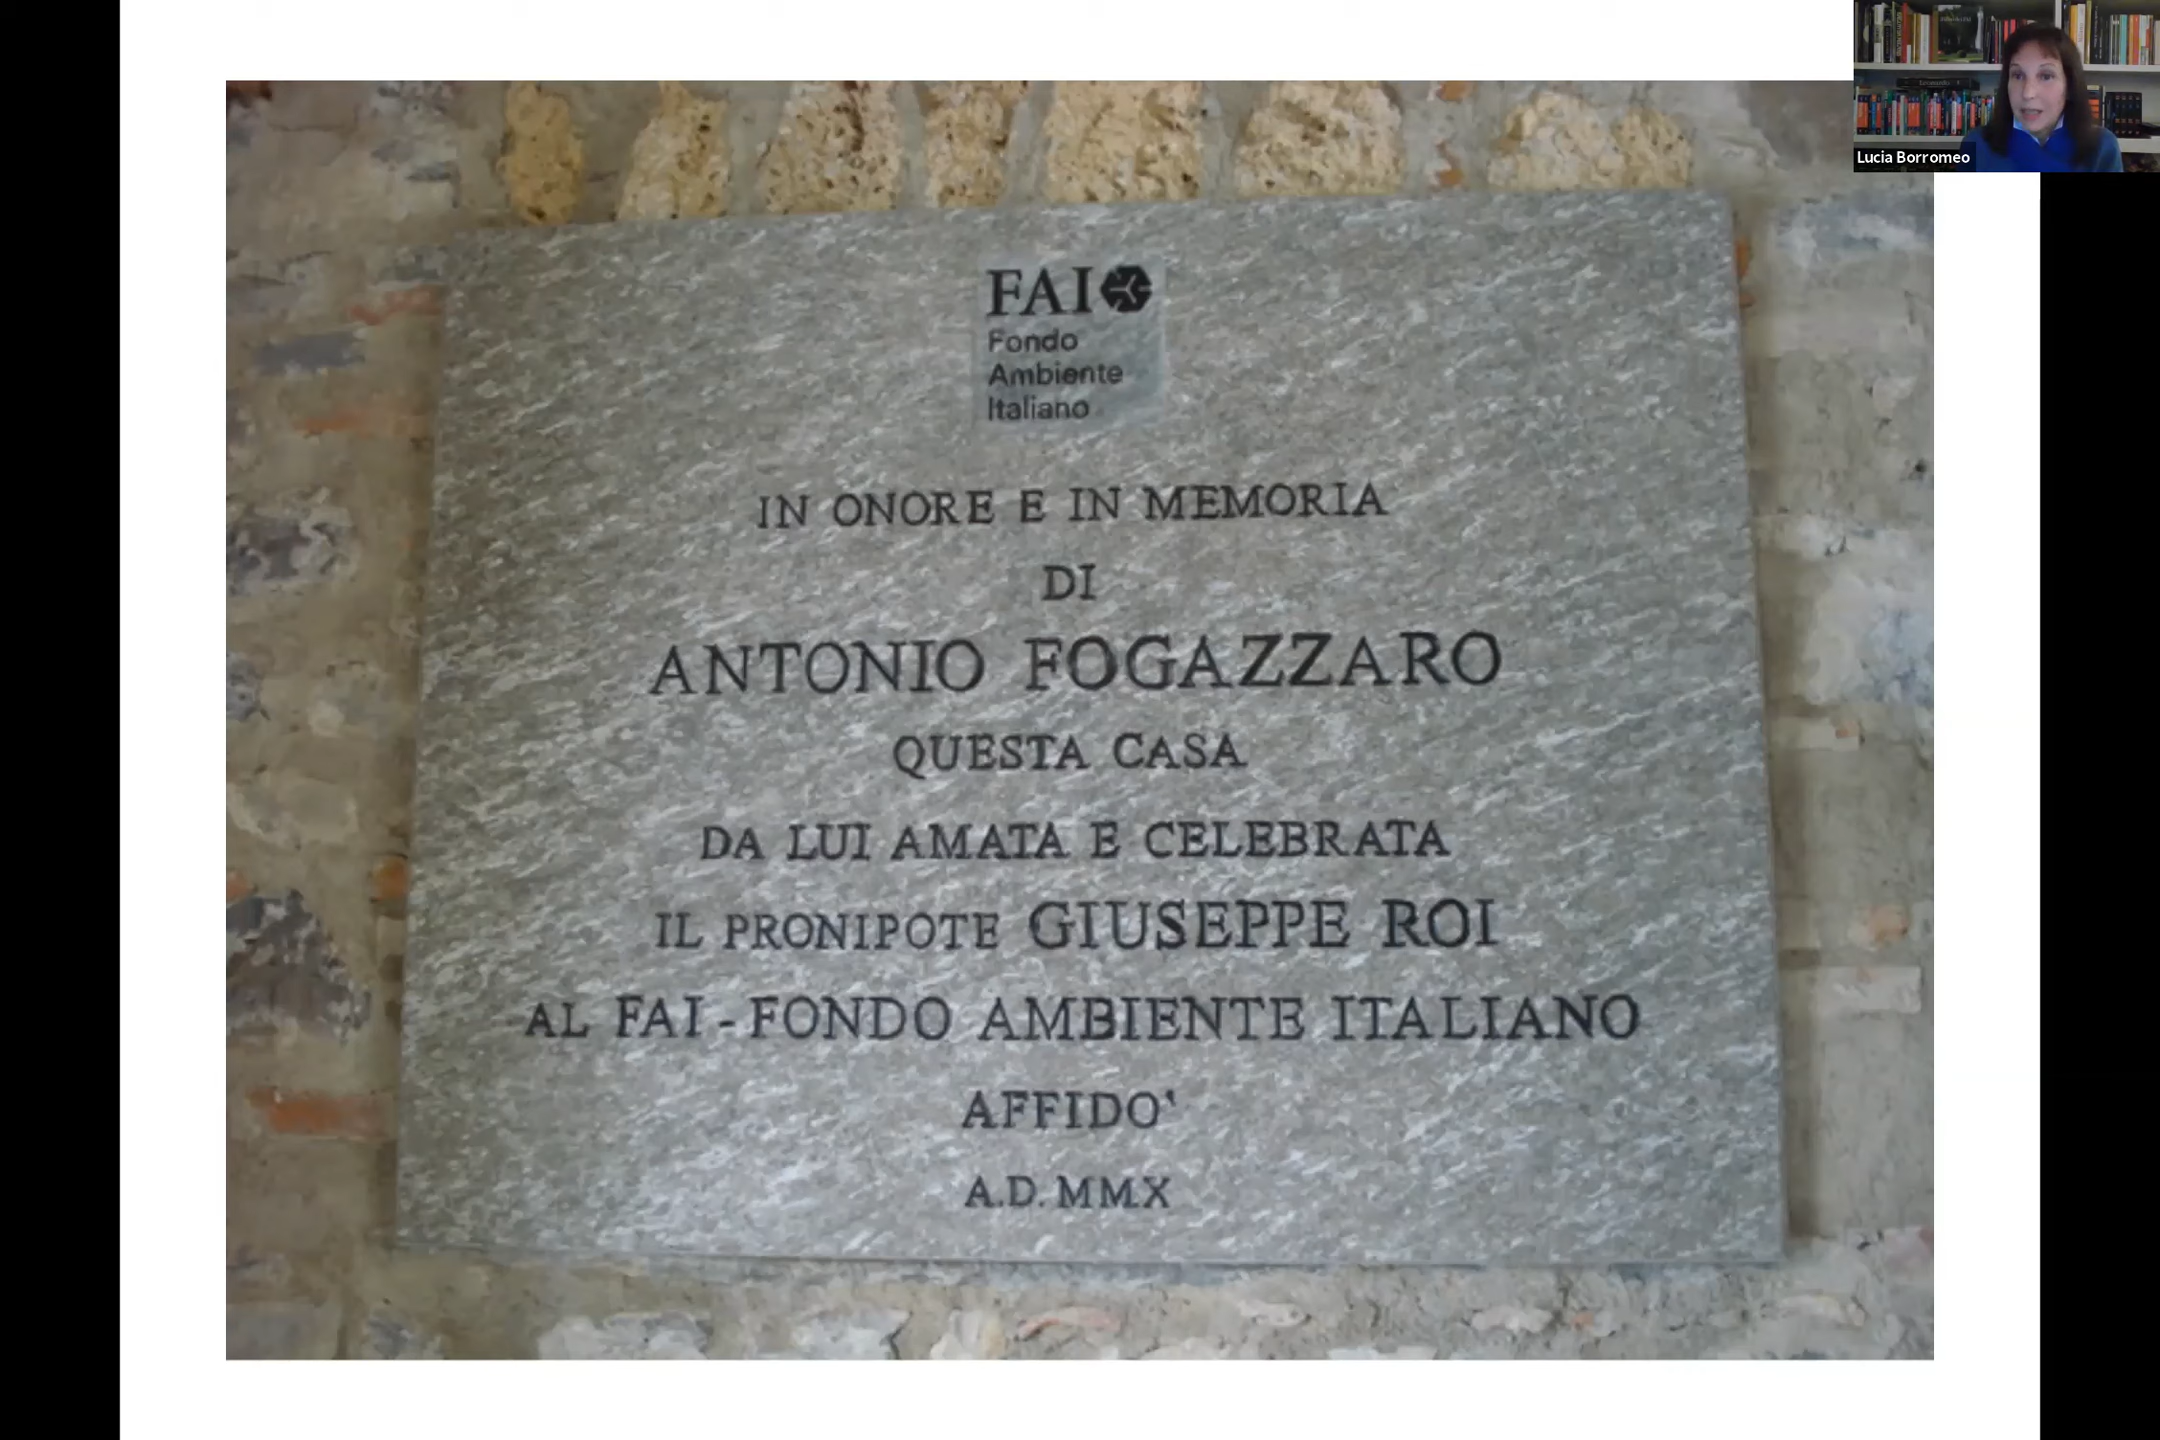 Lucia Borromeo
FAI
Fondo
Ambiente
Italiano
IN ONORE E IN MEMORIA
DI
ANTONIO FOGAZZARO
QUESTA CASA
DA LUI AMATA E CELEBRATA
IL PRONIPOTE GIUSEPPE ROI
AL FAI - FONDO AMBIENTE ITALIANO
AFFIDO'
A.D. MMX